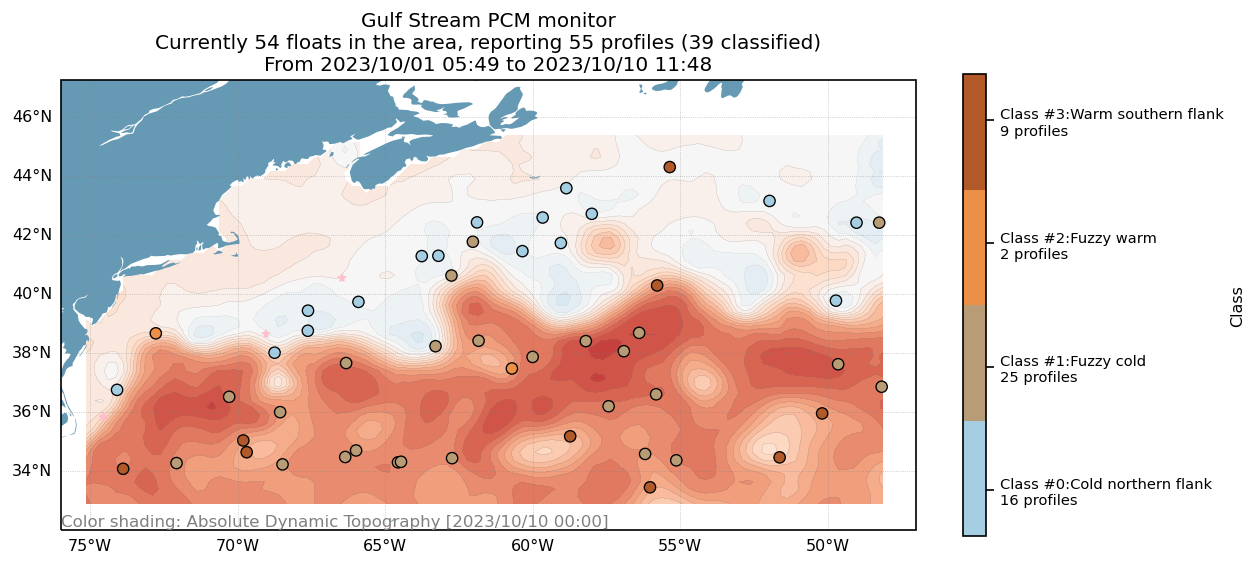 Gulf Stream PCM monitor
Currently 54 floats in the area, reporting 55 profiles (39 classified)
From 2023/10/01 05:49 to 2023/10/10 11:48
46°N
44°N
42°N
40°N
38°N
36°N
34°N
Color shading: Absolute Dynamic Topography [2023/10/10 00:00]
75°W
70°W
65°W
60°W
55°W
50°W
Class #3:Warm southern flank
9 profiles
Class #2:Fuzzy warm
2 profiles
Class #1:Fuzzy cold
25 profiles
Class #0:Cold northern flank
16 profiles
Class